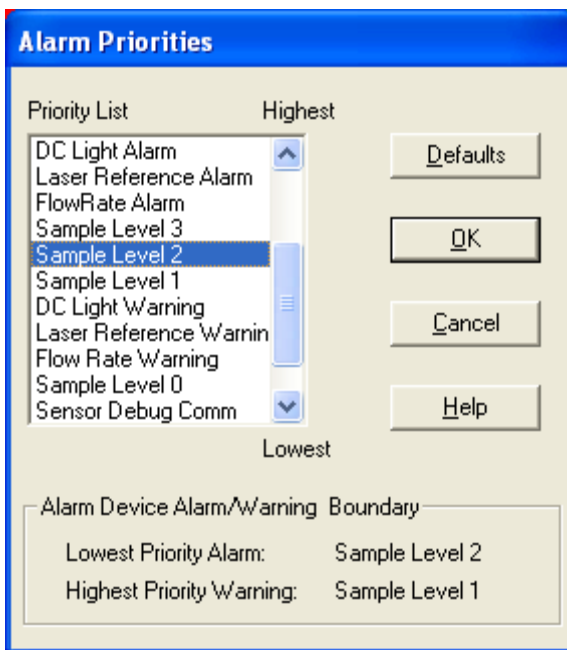 Alarm Priorities
Priority List Highest
DC Light Alarm
Laser Reference Alarm
FlowRate Alarm
Sample Level 3
Sample Level 2
Sample Level 1
DC Light Warning
Laser Reference Warnin
Flow Rate Warning
Sample Level 0
Sensor Debug Comm
Lowest
Defaults
OK
Cancel
Help
Alarm Device Alarm/Warning Boundary
Lowest Priority Alarm: Sample Level 2
Highest Priority Warning: Sample Level 1